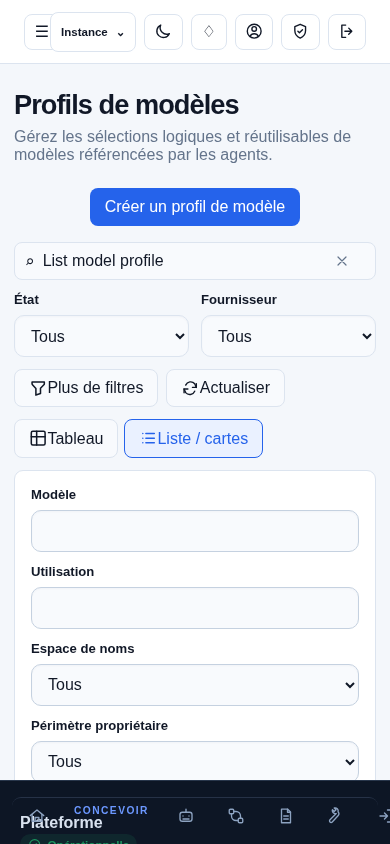 Instance
Profils de modèles
Gérez les sélections logiques et réutilisables de
modèles référencées par les agents.
Créer un profil de modèle
List model profile
État
Fournisseur
Tous
Tous
Plus de filtres
Actualiser
Tableau
Liste / cartes
Modèle
Utilisation
Espace de noms
Tous
Périmètre propriétaire
Tous
CONCEVOIR
Plateforme
Opérationnelle